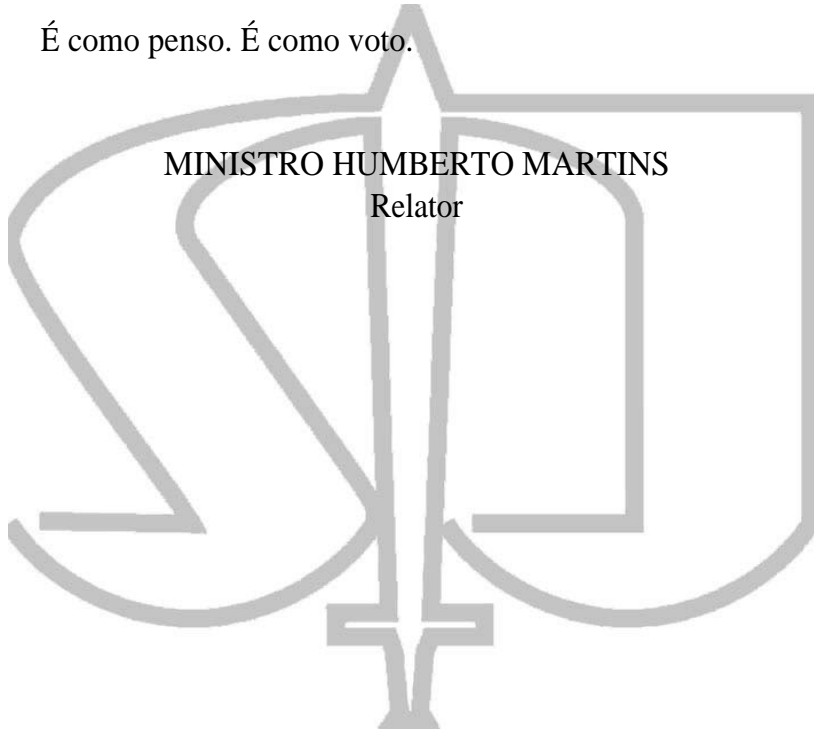 É como penso. É como voto.
MINISTRO HUMBERTO MARTINS
Relator